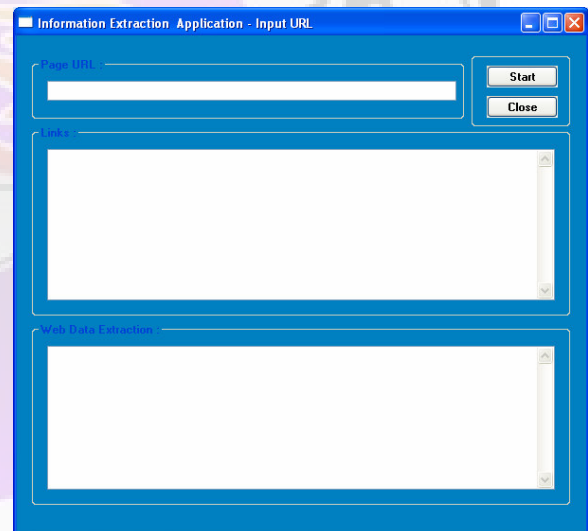 Information Extraction  Application - Input URL
Page URL :
Start
Close
Links :
Web Data Extraction :